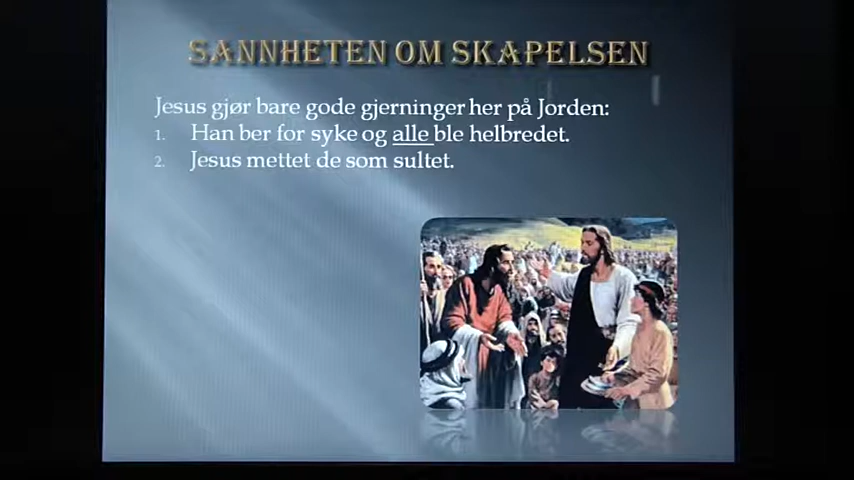 SANNHETEN OM SKAPELSEN
Jesus gjør bare gode gjerninger her på Jorden:
1. Han ber for syke og alle ble helbredet.
2. Jesus mettet de som sultet.